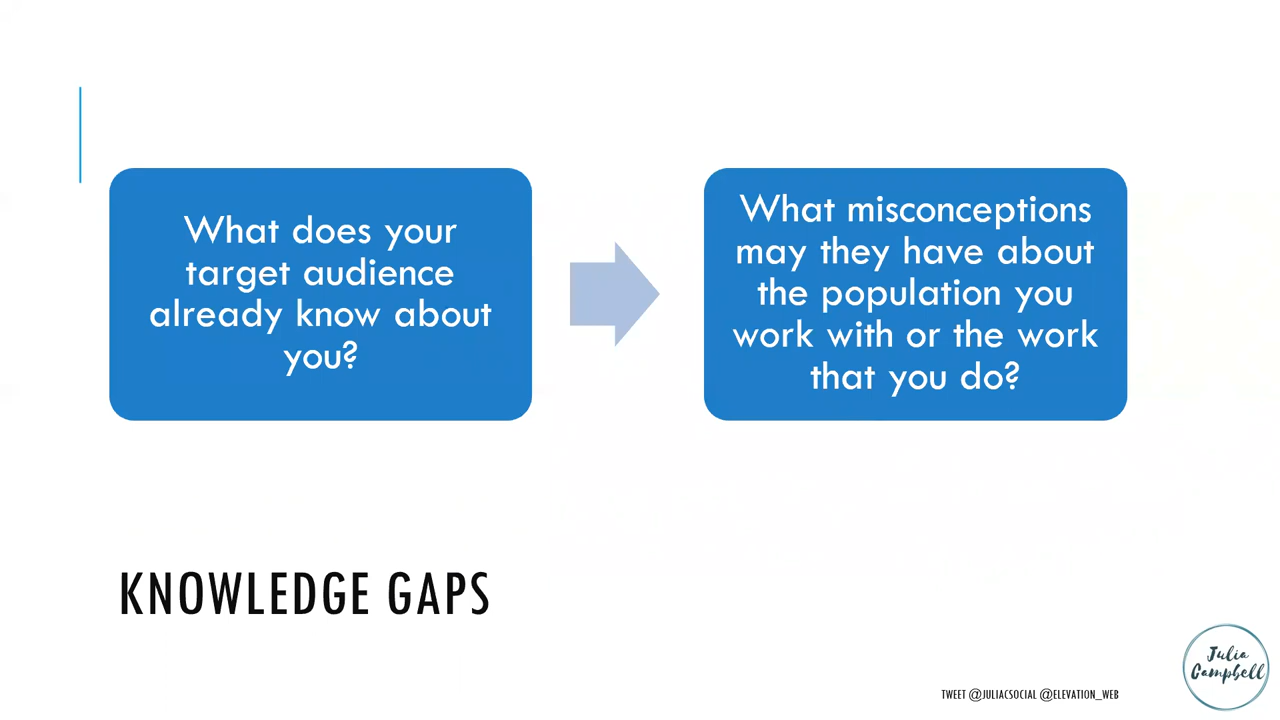 What does your
target audience
already know about
you?
What misconceptions
may they have about
the population you
work with or the work
that you do?
KNOWLEDGE GAPS
TWEET @JULIACSOCIAL @ELEVATION_WEB
Julia
Campbell